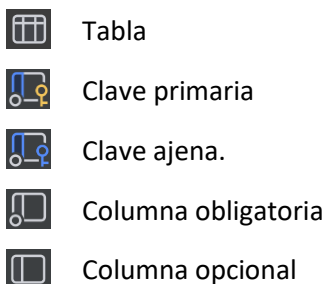 Tabla
Clave primaria
Clave ajena.
Columna obligatoria
Columna opcional